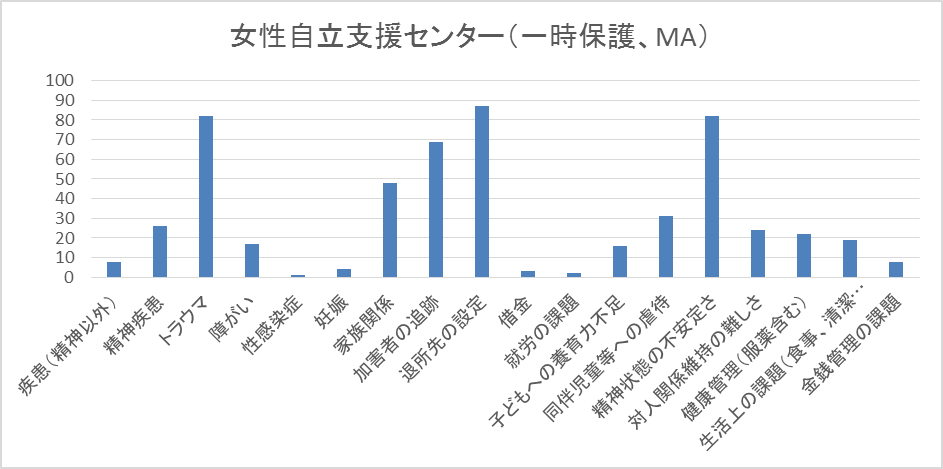 女性自立支援センター（一時保護、MA）
100
90
80
70
60
50
40
30
20
10
0
疾患（精神以外）
精神疾患
トラウマ
障がい
性感染症
妊娠
家族関係
加害者の追跡
退所先の設定
借金
就労の課題
子どもへの養育力不足
同伴児童等への虐待
精神状態の不安定さ
対人関係維持の難しさ
健康管理（服薬含む）
生活上の課題（食事、清潔…
金銭管理の課題